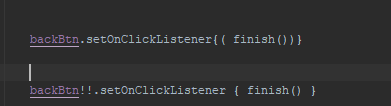 backBtn.setOnClickListener{( finish())}
backBtn!!.setOnClickListener { finish() }